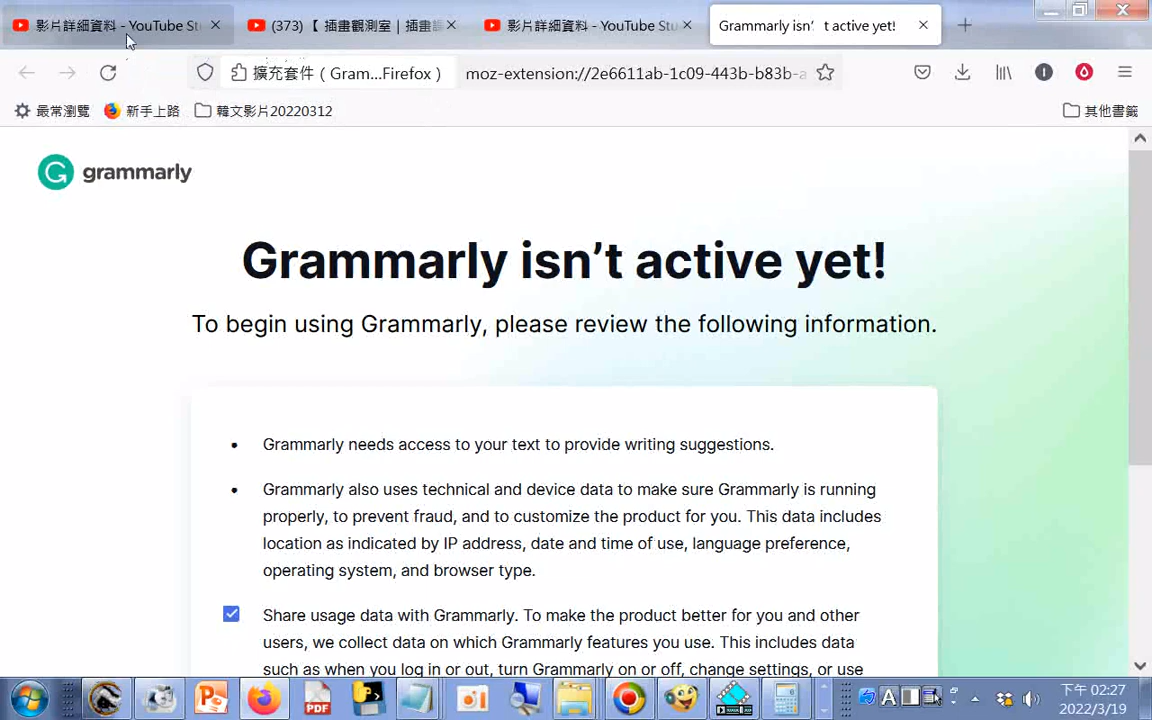 影片詳細資料 - YouTube St
(373) 【 插畫觀測室 | 插畫
影片詳細資料 - YouTube St
Grammarly isn’t active yet!
擴充套件 ( Gram...Firefox )
moz-extension://2e6611ab-1c09-443b-b83b-a
最常瀏覽
新手上路
韓文影片20220312
其他書籤
grammarly
Grammarly isn’t active yet!
To begin using Grammarly, please review the following information.
• Grammarly needs access to your text to provide writing suggestions.
• Grammarly also uses technical and device data to make sure Grammarly is running
properly, to prevent fraud, and to customize the product for you. This data includes
location as indicated by IP address, date and time of use, language preference,
operating system, and browser type.
Share usage data with Grammarly. To make the product better for you and other
users, we collect data on which Grammarly features you use. This includes data
such as when you log in or out, turn Grammarly on or off, change settings, or use
下午 02:27
2022/3/19